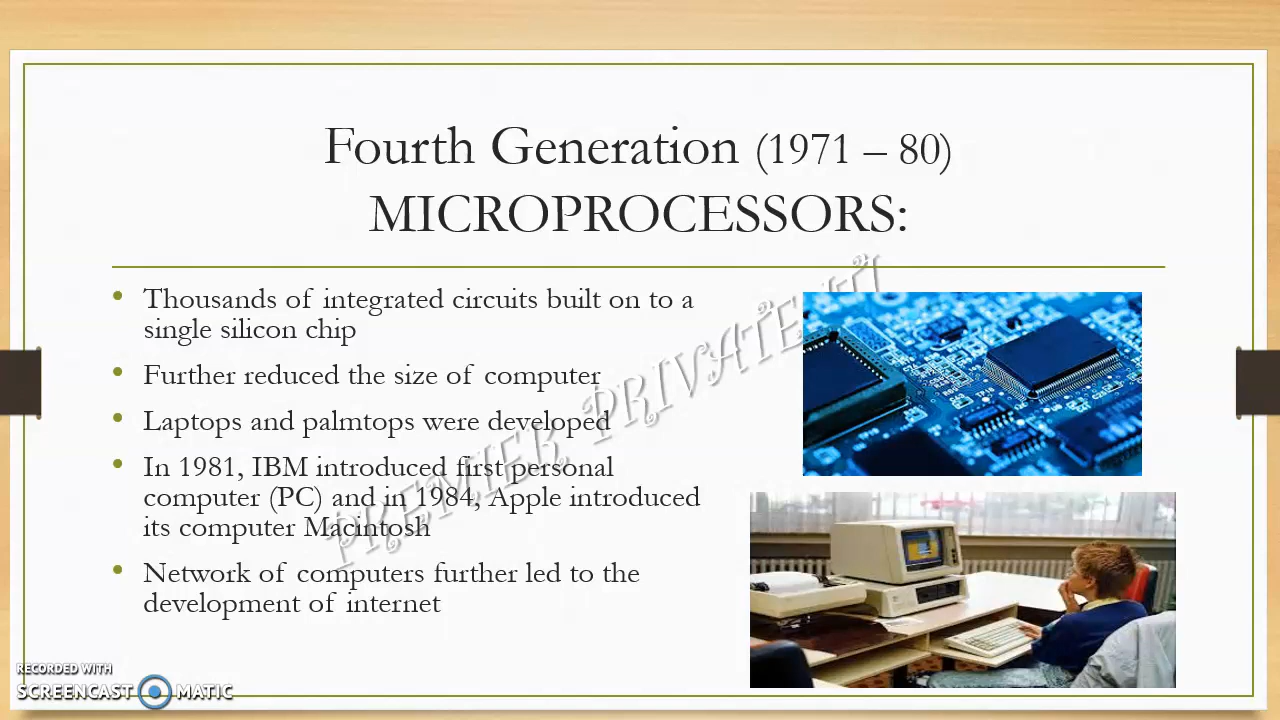 Fourth Generation (1971 – 80)
MICROPROCESSORS:
Thousands of integrated circuits built on to a
single silicon chip
Further reduced the size of computer
Laptops and palmtops were developed
In 1981, IBM introduced first personal
computer (PC) and in 1984, Apple introduced
its computer Macintosh
Network of computers further led to the
development of internet
PREMIER PRIVATE
RECORDED WITH
SCREENCAST MATIC